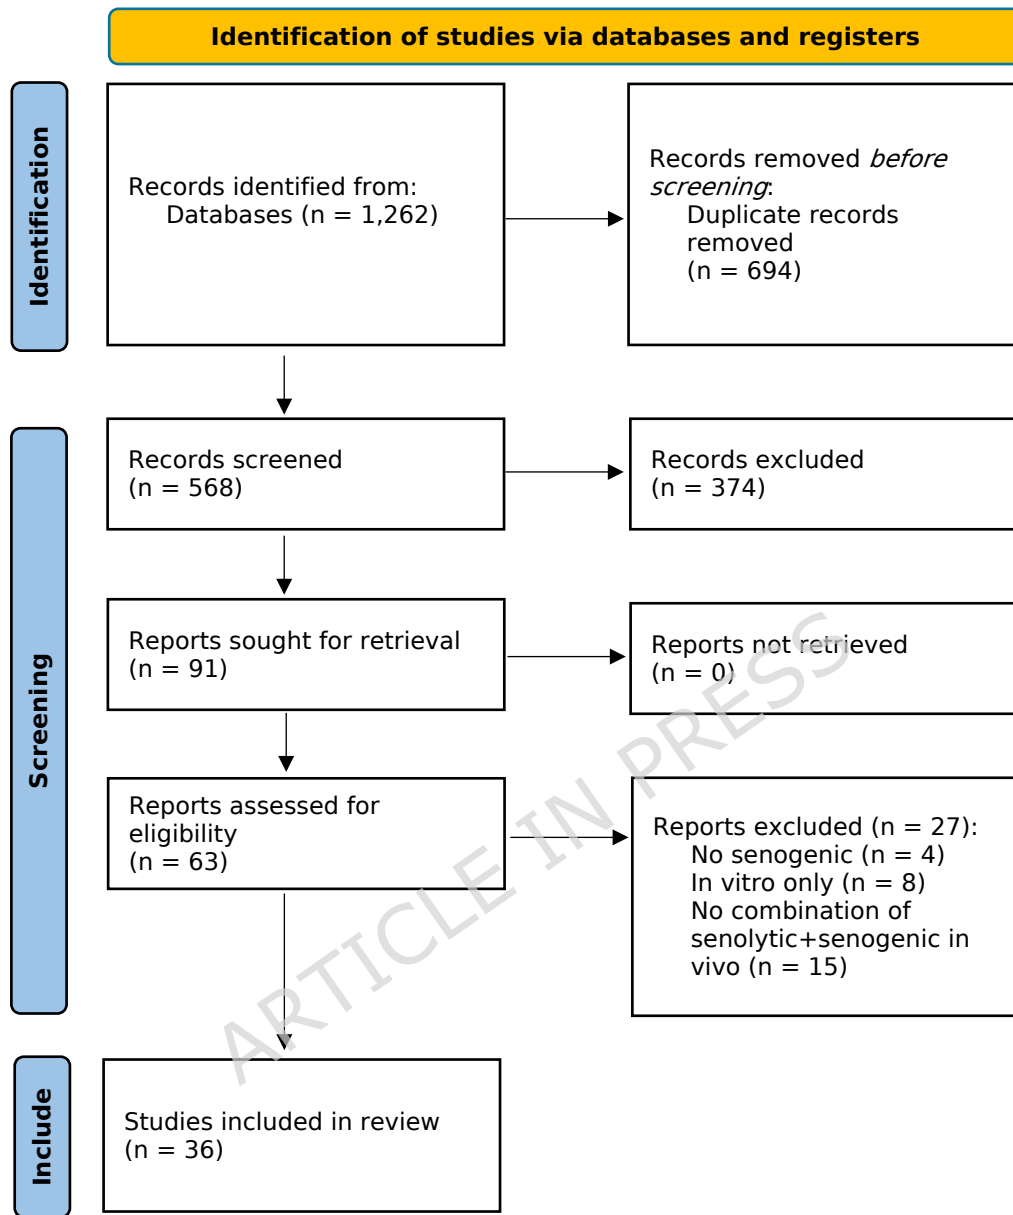 Identification of studies via databases and registers
Identification
Records identified from:
Databases (n = 1,262)
Records removed before
screening:
Duplicate records
removed
(n = 694)
Screening
Records screened
(n = 568)
Records excluded
(n = 374)
Reports sought for retrieval
(n = 91)
Reports not retrieved
(n = 0)
Reports assessed for
eligibility
(n = 63)
Reports excluded (n = 27):
No senogenic (n = 4)
In vitro only (n = 8)
No combination of
senolytic+senogenic in
vivo (n = 15)
Include
Studies included in review
(n = 36)
ARTICLE IN PRESS